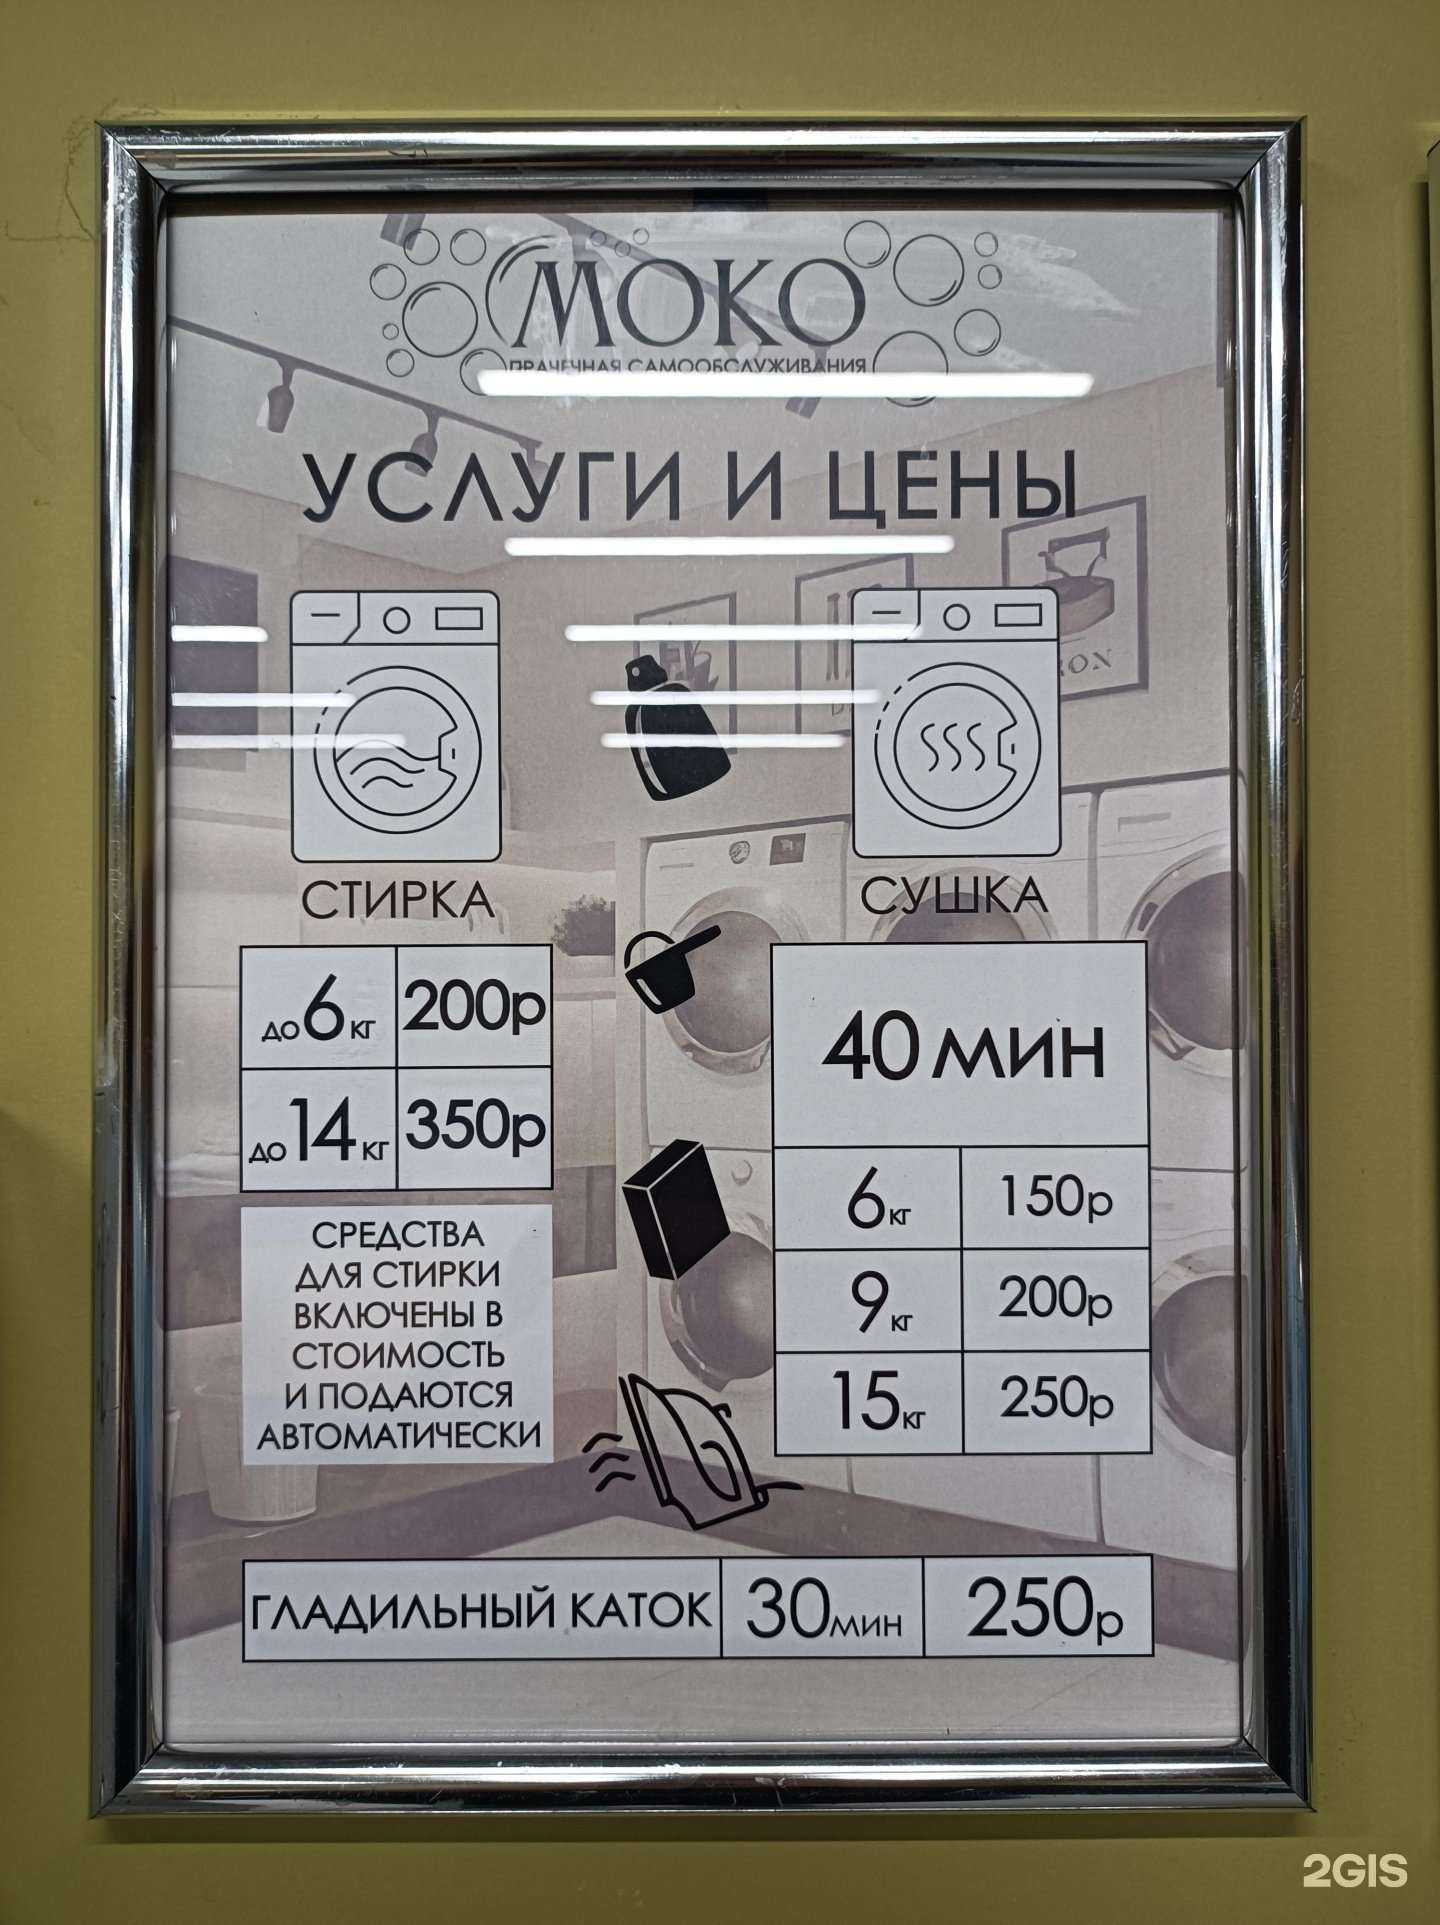 МОКО
ПРАЧЕЧНАЯ САМООБСЛУЖИВАНИЯ
УСЛУГИ И ЦЕНЫ
RON
СТИРКА
до 6 кг 200р
до 14 кг 350р
СРЕДСТВА
ДЛЯ СТИРКИ
ВКЛЮЧЕНЫ В
СТОИМОСТЬ
И ПОДАЮТСЯ
АВТОМАТИЧЕСКИ
СУШКА
40 МИН
6 кг 150р
9 кг 200р
15 кг 250р
ГЛАДИЛЬНЫЙ КАТОК 30 МИН 250р
2GIS